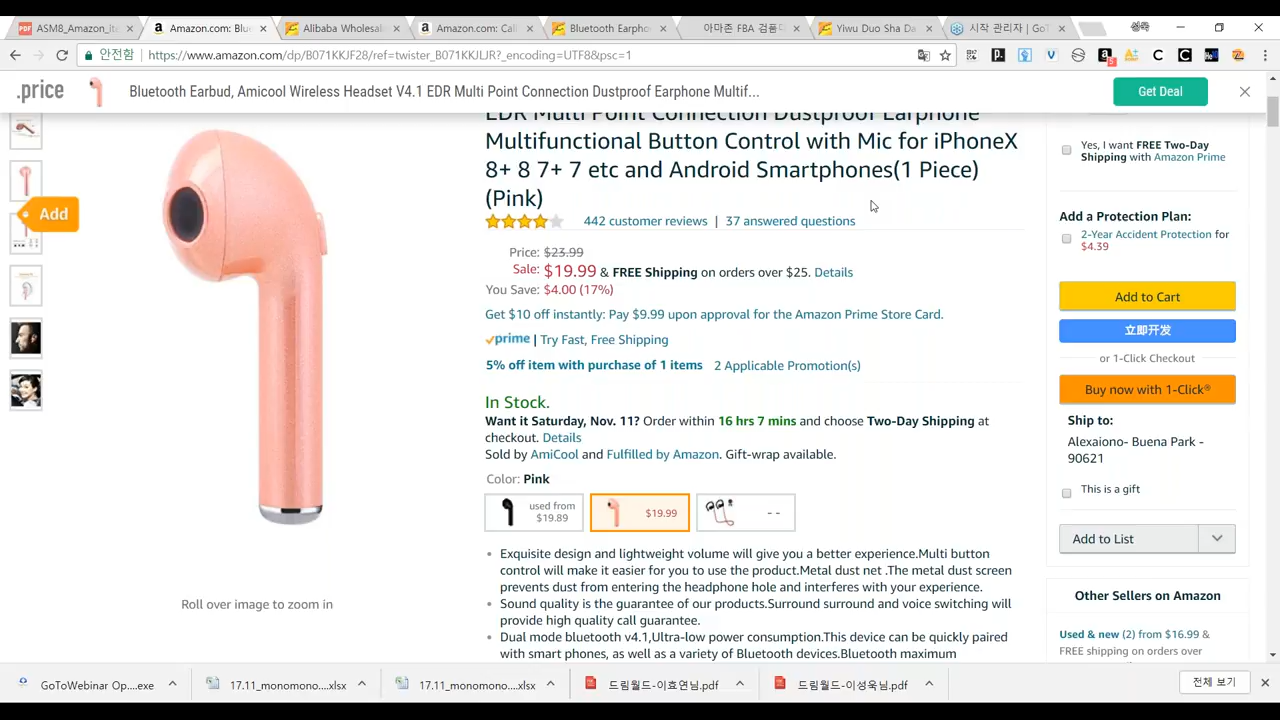 ASM8_Amazon_It
Amazon.com: Blu
Alibaba Wholesal
Amazon.com: Call
Bluetooth Earpho
아마존 FBA 검품대
Yiwu Duo Sha Da
시작 관리자 | GoT
성욱
안전함 https://www.amazon.com/dp/B071KKJF28/ref=twister_B071KKJLJR?_encoding=UTF8&psc=1
.price Bluetooth Earbud, Amicool Wireless Headset V4.1 EDR Multi Point Connection Dustproof Earphone Multif... Get Deal
Add
EDR Multi Point Connection Dustproof Earphone
Multifunctional Button Control with Mic for iPhoneX
8+ 8 7+ 7 etc and Android Smartphones(1 Piece)
(Pink)
442 customer reviews | 37 answered questions
Price: $23.99
Sale: $19.99 & FREE Shipping on orders over $25. Details
You Save: $4.00 (17%)
Get $10 off instantly: Pay $9.99 upon approval for the Amazon Prime Store Card.
prime | Try Fast, Free Shipping
5% off item with purchase of 1 items 2 Applicable Promotion(s)
In Stock.
Want it Saturday, Nov. 11? Order within 16 hrs 7 mins and choose Two-Day Shipping at
checkout. Details
Sold by AmiCool and Fulfilled by Amazon. Gift-wrap available.
Color: Pink
used from
$19.89
$19.99
- -
• Exquisite design and lightweight volume will give you a better experience.Multi button
control will make it easier for you to use the product.Metal dust net .The metal dust screen
prevents dust from entering the headphone hole and interferes with your experience.
• Sound quality is the guarantee of our products.Surround surround and voice switching will
provide high quality call guarantee.
• Dual mode bluetooth v4.1,Ultra-low power consumption.This device can be quickly paired
with smart phones, as well as a variety of Bluetooth devices.Bluetooth maximum
Roll over image to zoom in
Yes, I want FREE Two-Day
Shipping with Amazon Prime
Add a Protection Plan:
2-Year Accident Protection for
$4.39
Add to Cart
立即开发
or 1-Click Checkout
Buy now with 1-Click®
Ship to:
Alexaiono- Buena Park -
90621
This is a gift
Add to List
Other Sellers on Amazon
Used & new (2) from $16.99 &
FREE shipping on orders over
GoToWebinar Op....exe
17.11_monomono....xlsx
17.11_monomono....xlsx
드림월드-이효연님.pdf
드림월드-이성욱님.pdf
전체 보기